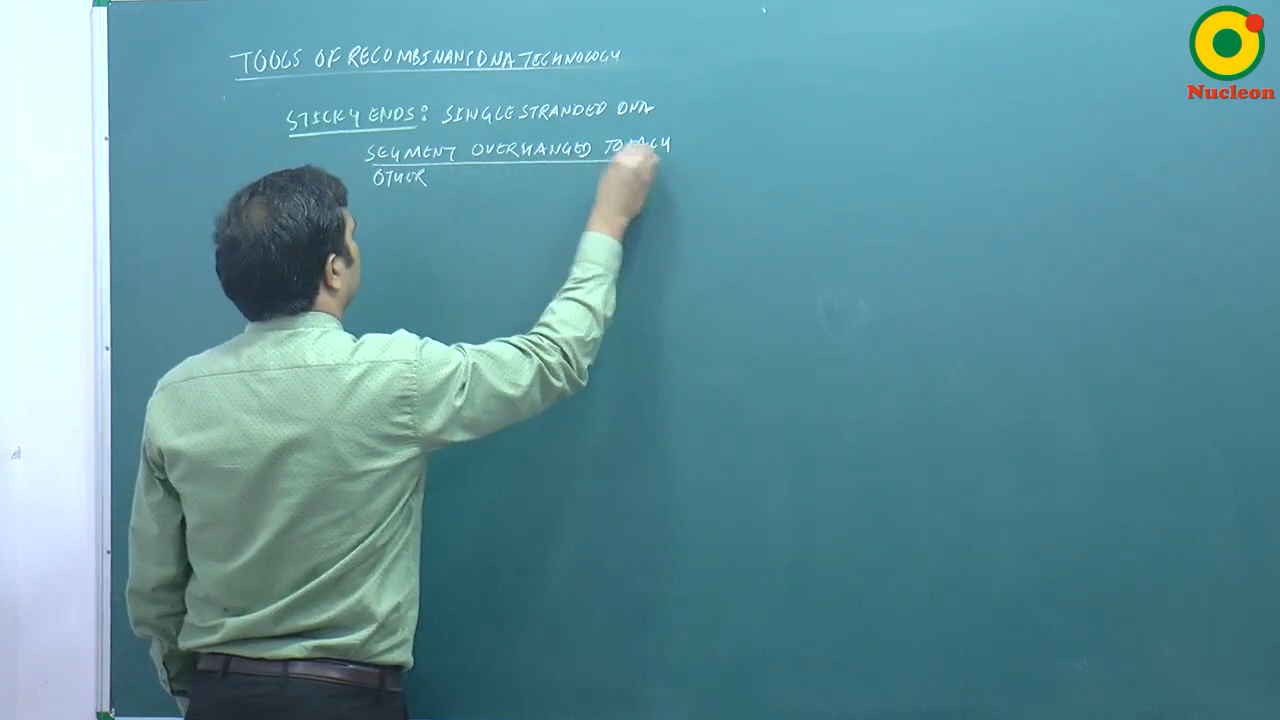 TOOLS OF RECOMBINANT DNA TECHNOLOGY
STICKY ENDS: SINGLE STRANDED DNA
SEGMENT OVERHANGED TO EACH
OTHER
Nucleon